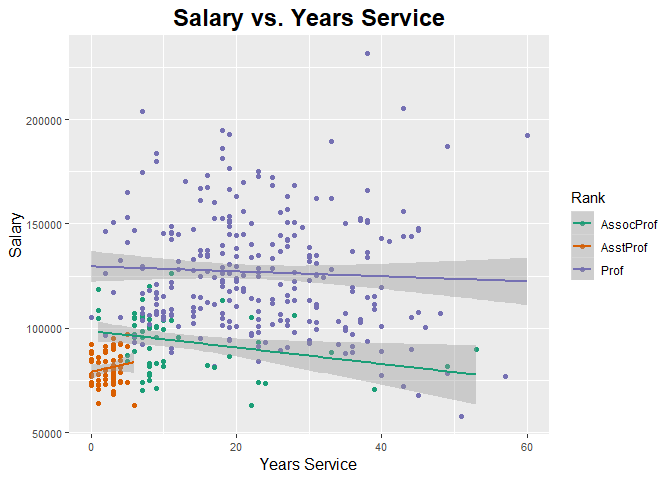 Salary vs. Years Service
200000
150000
100000
50000
Salary
0
20
40
60
Years Service
Rank
AssocProf
AsstProf
Prof